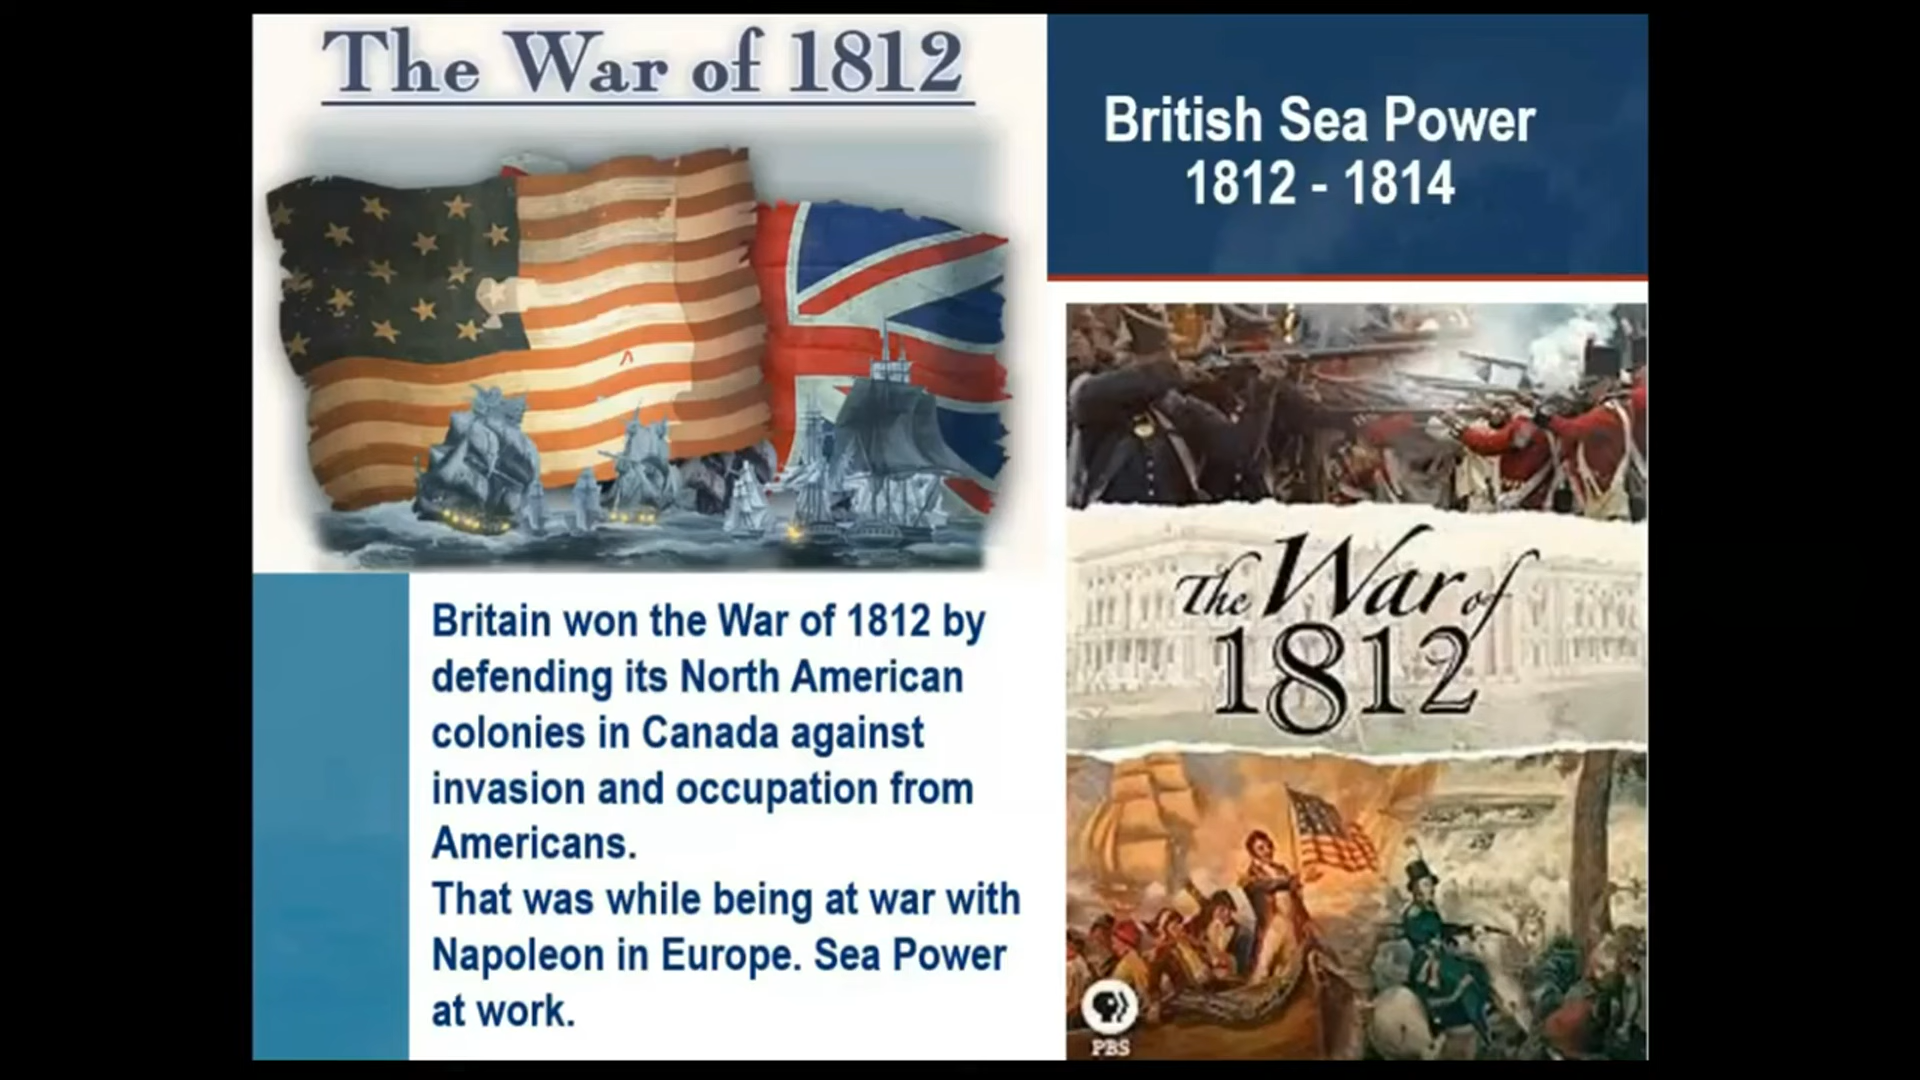 The War of 1812
British Sea Power
1812 - 1814
Britain won the War of 1812 by
defending its North American
colonies in Canada against
invasion and occupation from
Americans.
That was while being at war with
Napoleon in Europe. Sea Power
at work.
The War of
1812
PBS